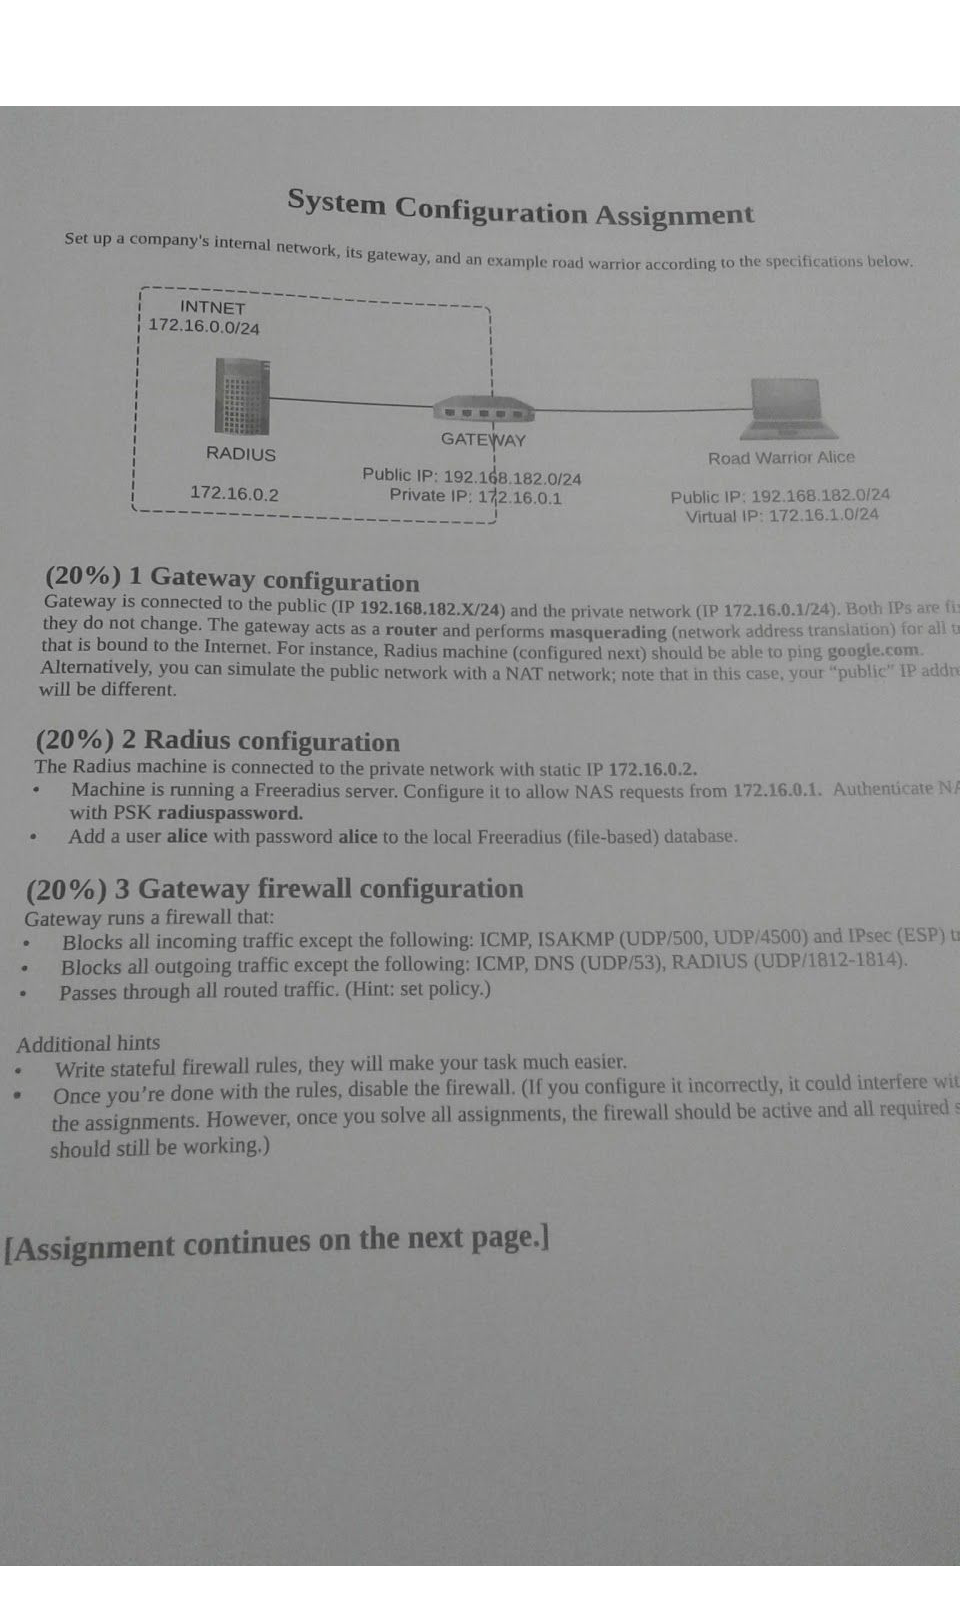 System Configuration Assignment
Set up a company's internal network, its gateway, and an example road warrior according to the specifications below.
INTNET
172.16.0.0/24
RADIUS
172.16.0.2
GATEWAY
Public IP: 192.168.182.0/24
Private IP: 172.16.0.1
Road Warrior Alice
Public IP: 192.168.182.0/24
Virtual IP: 172.16.1.0/24
(20%) 1 Gateway configuration
Gateway is connected to the public (IP 192.168.182.X/24) and the private network (IP 172.16.0.1/24). Both IPs are
they do not change. The gateway acts as a router and performs masquerading (network address translation) for all
that is bound to the Internet. For instance, Radius machine (configured next) should be able to ping google.com.
Alternatively, you can simulate the public network with a NAT network; note that in this case, your “public” IP
will be different.
(20%) 2 Radius configuration
The Radius machine is connected to the private network with static IP 172.16.0.2.
• Machine is running a Freeradius server. Configure it to allow NAS requests from 172.16.0.1. Authenticate
with PSK radiuspassword.
• Add a user alice with password alice to the local Freeradius (file-based) database.
(20%) 3 Gateway firewall configuration
Gateway runs a firewall that:
• Blocks all incoming traffic except the following: ICMP, ISAKMP (UDP/500, UDP/4500) and IPsec (ESP)
• Blocks all outgoing traffic except the following: ICMP, DNS (UDP/53), RADIUS (UDP/1812-1814).
• Passes through all routed traffic. (Hint: set policy.)
Additional hints
• Write stateful firewall rules, they will make your task much easier.
• Once you’re done with the rules, disable the firewall. (If you configure it incorrectly, it could interfere
the assignments. However, once you solve all assignments, the firewall should be active and all required
should still be working.)
[Assignment continues on the next page.]